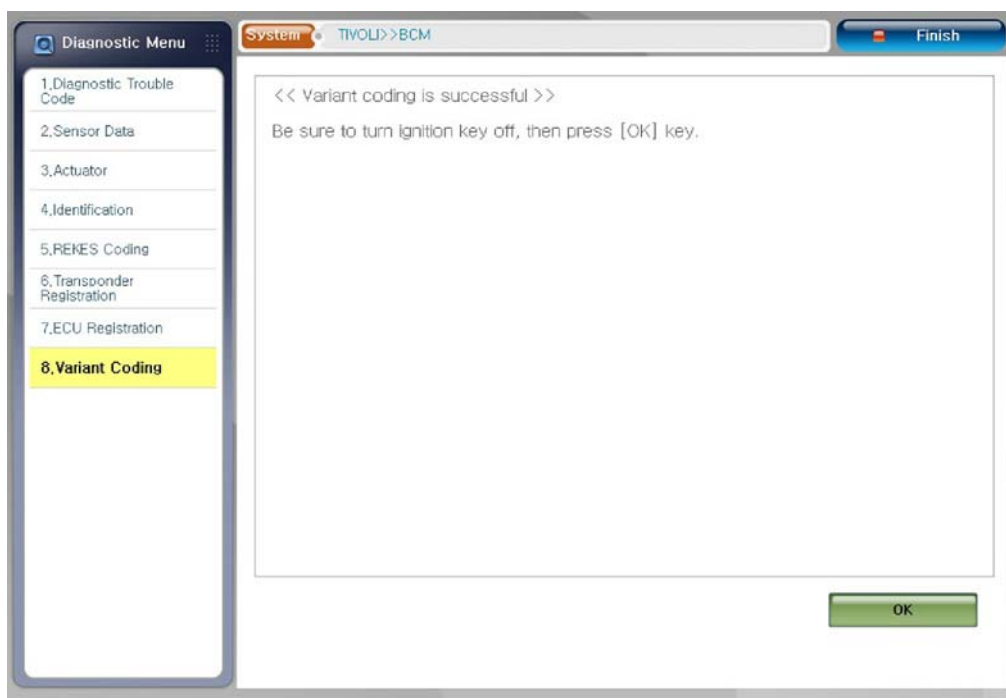 Diagnostic Menu
System
TIVOLI>>BCM
Finish
1.Diagnostic Trouble
Code
2.Sensor Data
3.Actuator
4.Identification
5.REKES Coding
6.Transponder
Registration
7.ECU Registration
8.Variant Coding
<< Variant coding is successful >>
Be sure to turn ignition key off, then press [OK] key.
OK